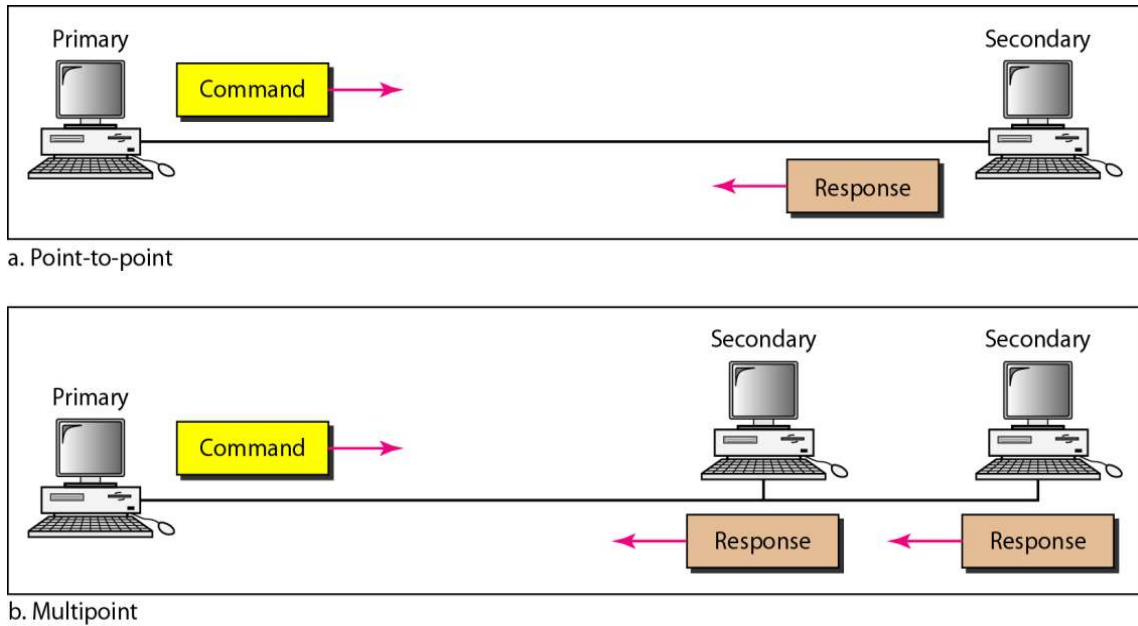 Primary
Secondary
Command
Response
a. Point-to-point
Secondary
Secondary
Primary
Command
Response
Response
b. Multipoint